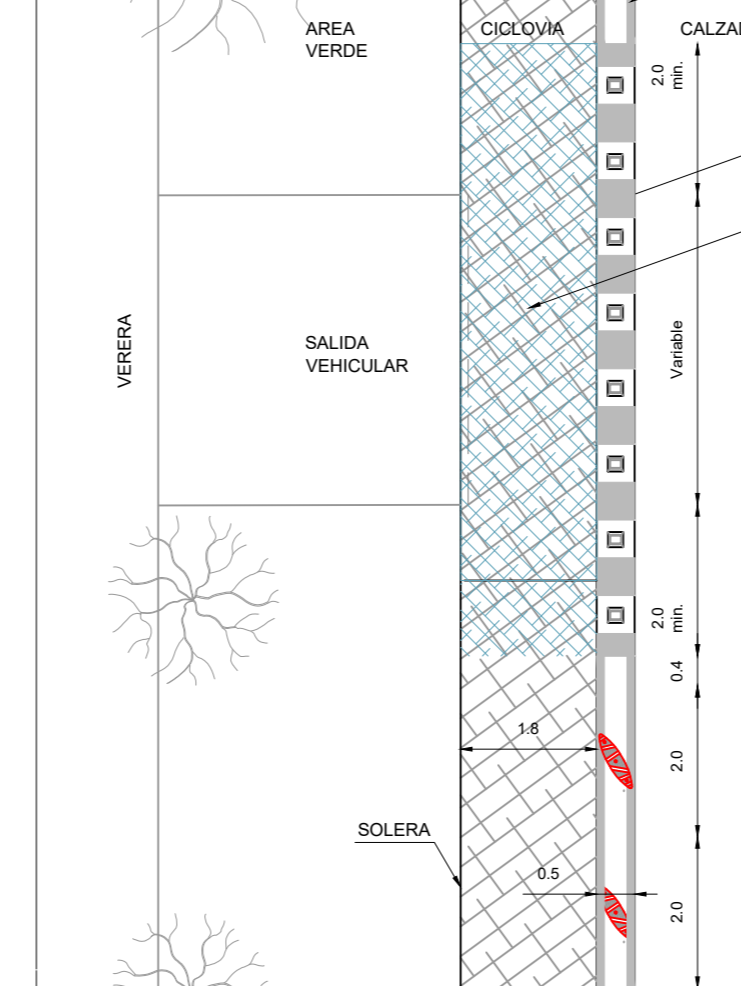 AREA
VERDE
CICLOVIA
CALZAD
2.0
min.
VERERA
SALIDA
VEHICULAR
Variable
2.0
min.
0.4
1.8
2.0
SOLERA
0.5
2.0